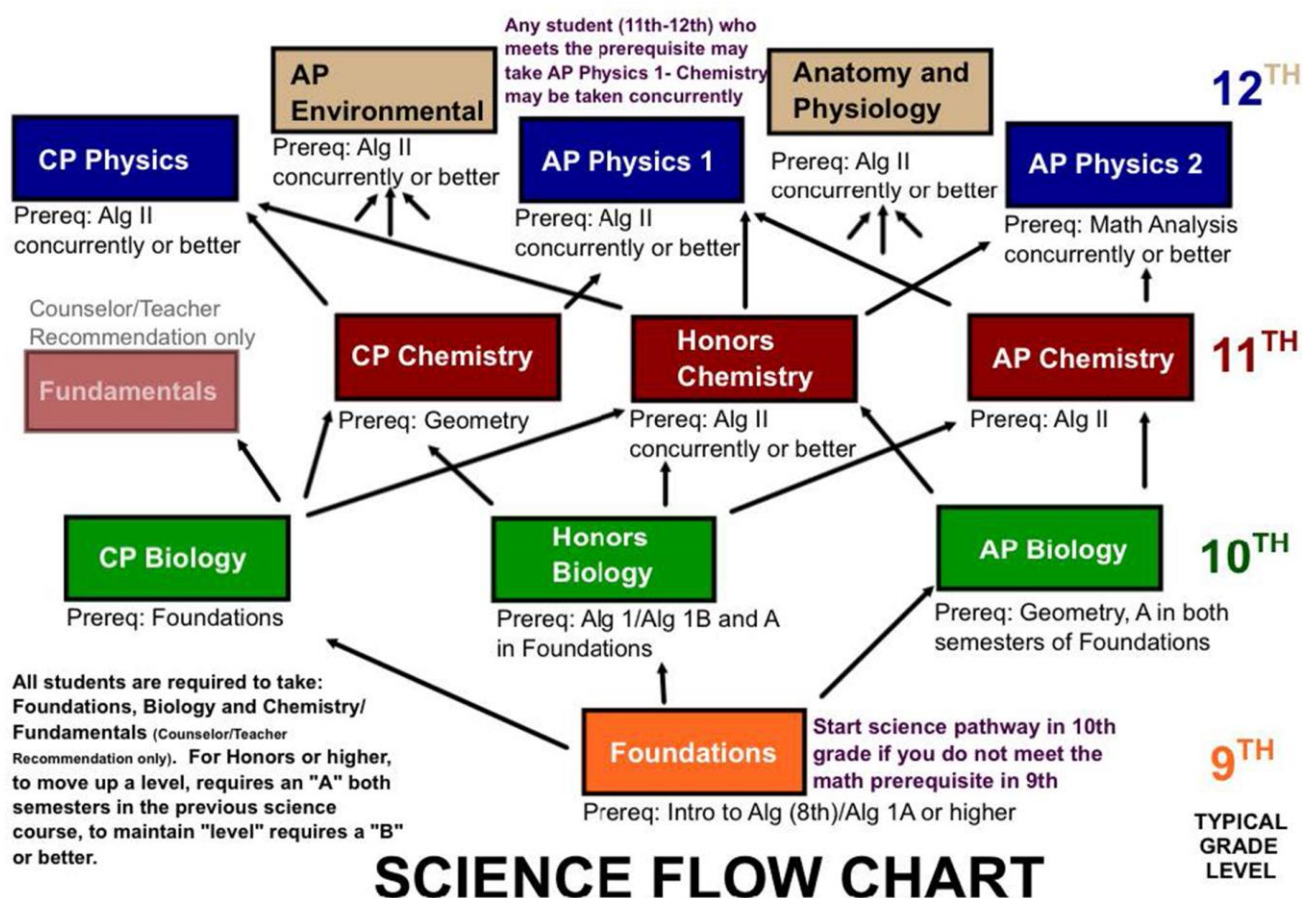 Any student (11th-12th) who
meets the prerequisite may
take AP Physics 1- Chemistry
may be taken concurrently
12TH
AP
Environmental
Prereq: Alg II
concurrently or better
Anatomy and
Physiology
Prereq: Alg II
concurrently or better
CP Physics
Prereq: Alg II
concurrently or better
AP Physics 1
Prereq: Alg II
concurrently or better
AP Physics 2
Prereq: Math Analysis
concurrently or better
Counselor/Teacher
Recommendation only
Fundamentals
CP Chemistry
Prereq: Geometry
Honors
Chemistry
Prereq: Alg II
concurrently or better
AP Chemistry
Prereq: Alg II
11TH
CP Biology
Prereq: Foundations
Honors
Biology
Prereq: Alg 1/Alg 1B and A
in Foundations
AP Biology
Prereq: Geometry, A in both
semesters of Foundations
10TH
All students are required to take:
Foundations, Biology and Chemistry/
Fundamentals (Counselor/Teacher
Recommendation only). For Honors or higher,
to move up a level, requires an "A" both
semesters in the previous science
course, to maintain "level" requires a "B"
or better.
Foundations
Prereq: Intro to Alg (8th)/Alg 1A or higher
Start science pathway in 10th
grade if you do not meet the
math prerequisite in 9th
9TH
TYPICAL
GRADE
LEVEL
SCIENCE FLOW CHART